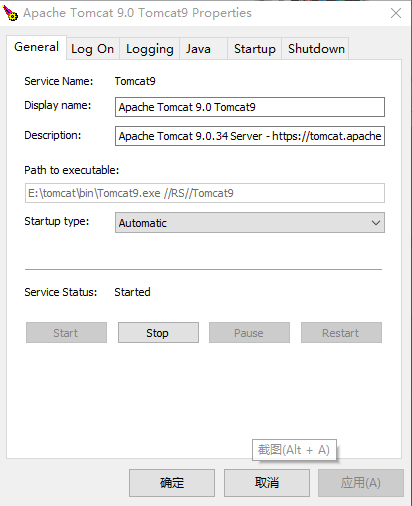 Apache Tomcat 9.0 Tomcat9 Properties
General Log On Logging Java Startup Shutdown
Service Name: Tomcat9
Display name: Apache Tomcat 9.0 Tomcat9
Description: Apache Tomcat 9.0.34 Server - https://tomcat.apache
Path to executable:
E:\tomcat\bin\Tomcat9.exe //RS//Tomcat9
Startup type: Automatic
Service Status: Started
Start Stop Pause Restart
截图(Alt + A)
确定 取消 应用(A)